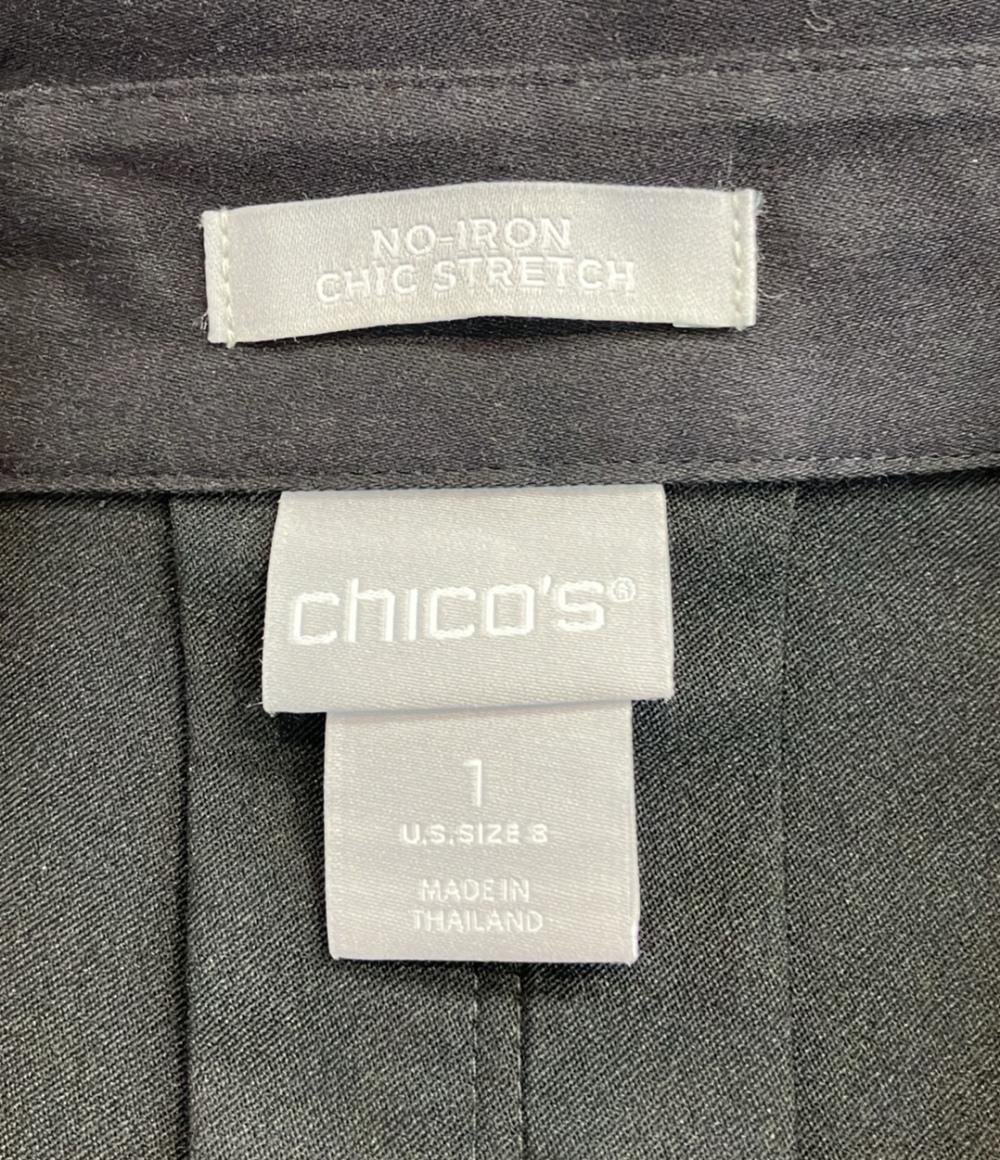 NO-IRON
CHIC STRETCH
chico's®
1
U.S. SIZE 8
MADE IN
THAILAND